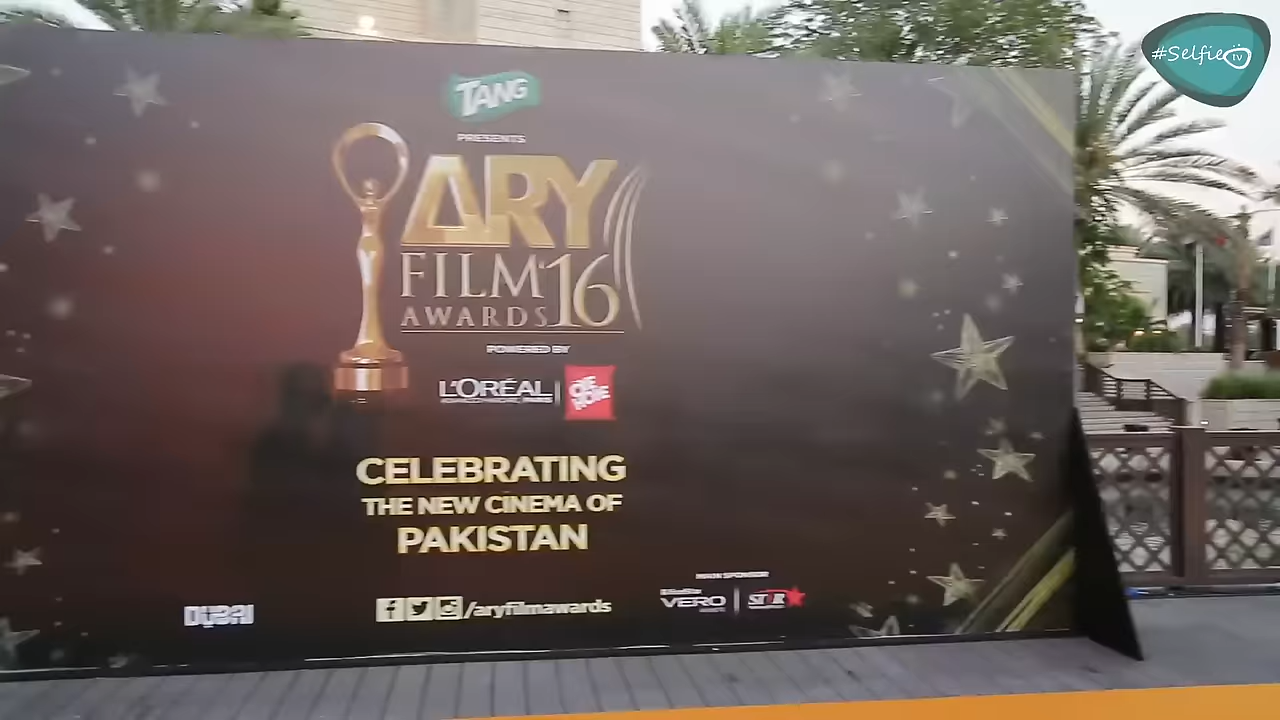 #Selfie TV
TANG
PRESENTS
ARY
FILM '16
AWARDS
POWERED BY
L'ORÉAL
CELEBRATING
THE NEW CINEMA OF
PAKISTAN
DUBAI
/aryfilmawards
VERO
STAR